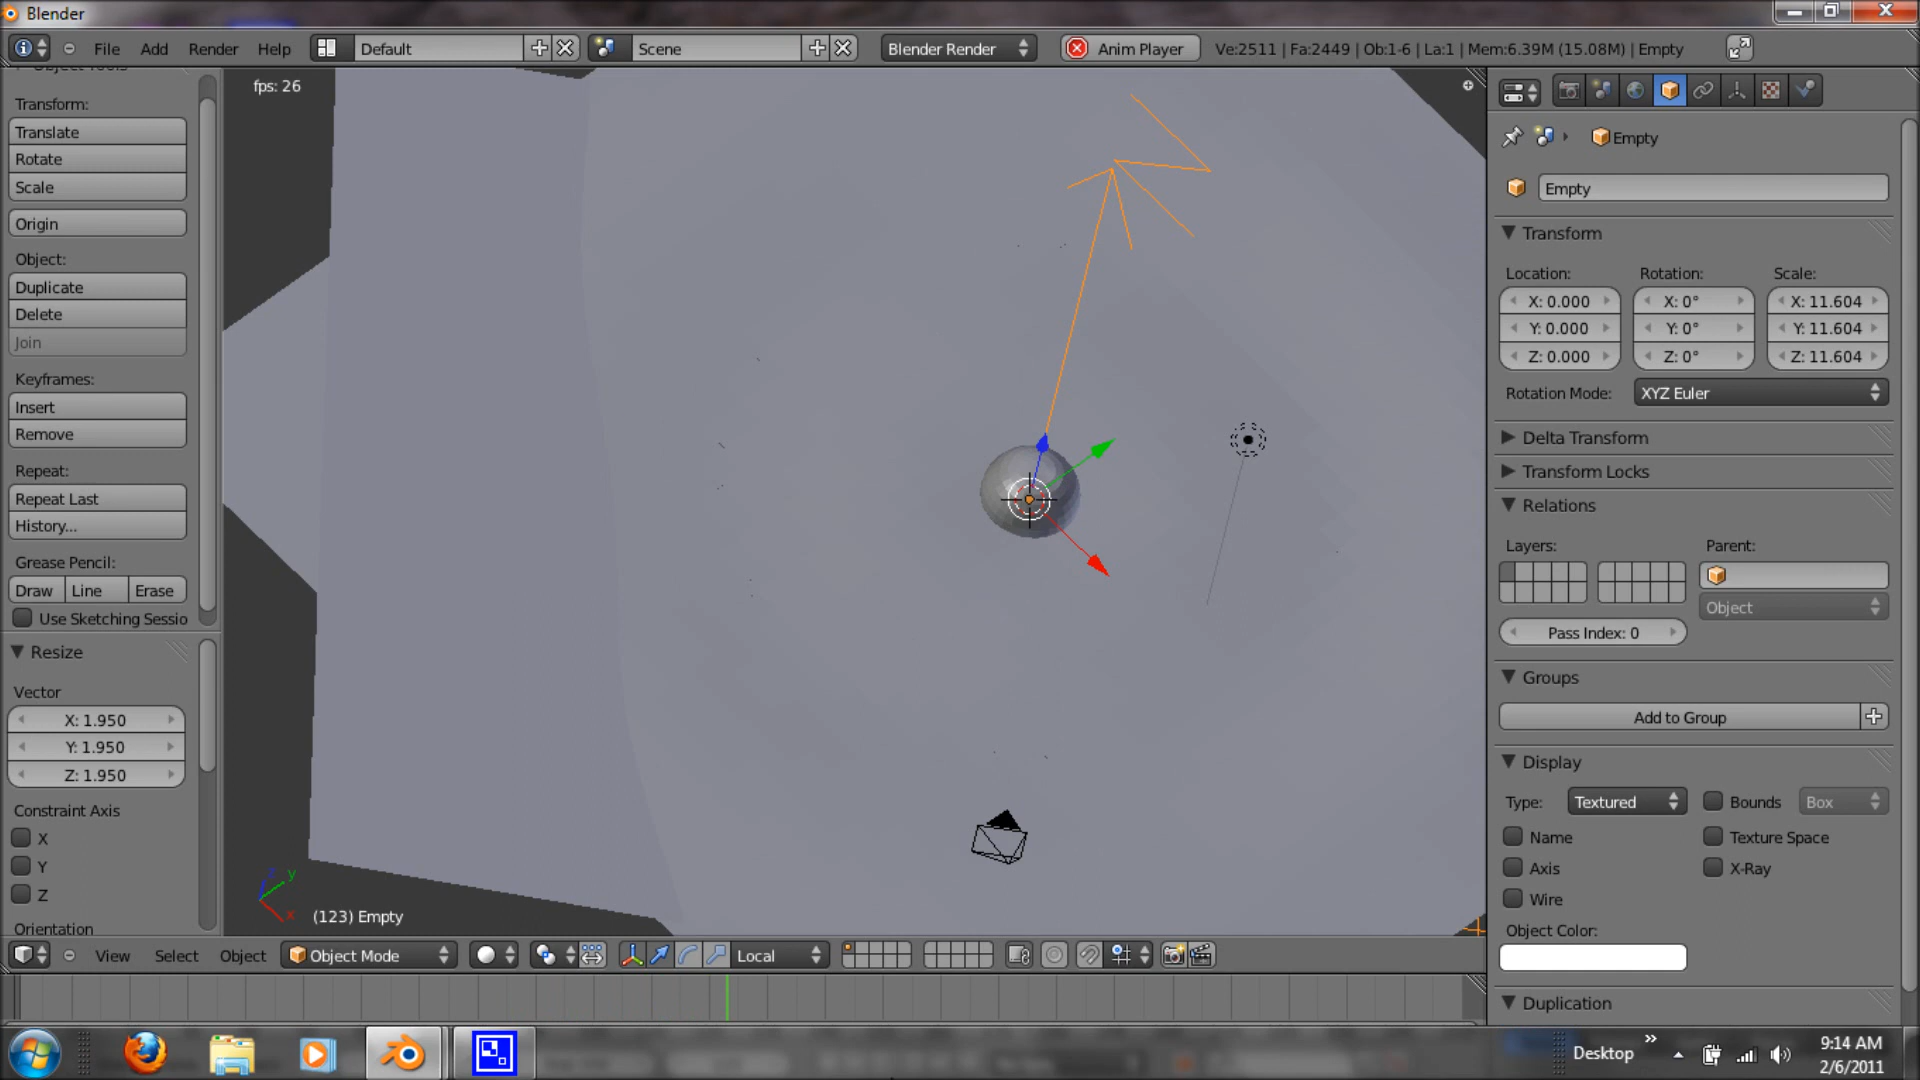 Blender
File Add Render Help Default Scene Blender Render Anim Player Ve:2511 | Fa:2449 | Ob:1-6 | La:1 | Mem:6.39M (15.08M) | Empty
Object Tools
Transform:
Translate
Rotate
Scale
Origin
Object:
Duplicate
Delete
Join
Keyframes:
Insert
Remove
Repeat:
Repeat Last
History...
Grease Pencil:
Draw Line Erase
Use Sketching Sessio
Resize
Vector
X: 1.950
Y: 1.950
Z: 1.950
Constraint Axis
X
Y
Z
Orientation
fps: 26
z y
x
(123) Empty
View Select Object Object Mode Local
Empty
Empty
Transform
Location: Rotation: Scale:
X: 0.000 X: 0° X: 11.604
Y: 0.000 Y: 0° Y: 11.604
Z: 0.000 Z: 0° Z: 11.604
Rotation Mode: XYZ Euler
Delta Transform
Transform Locks
Relations
Layers: Parent:
Object
Pass Index: 0
Groups
Add to Group
Display
Type: Textured Bounds Box
Name Texture Space
Axis X-Ray
Wire
Object Color:
Duplication
Desktop
9:14 AM
2/6/2011